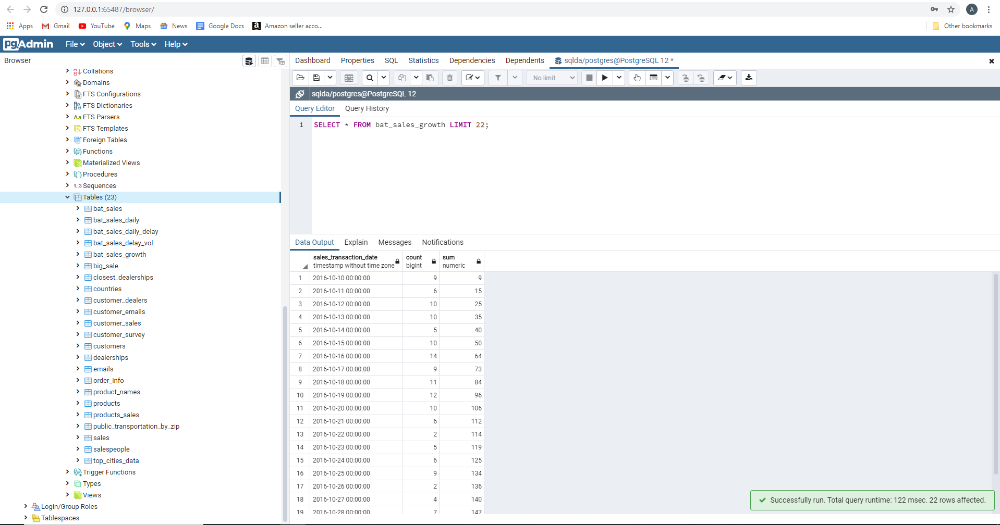 127.0.0.1:65487/browser/
A
Apps Gmail YouTube Maps News Google Docs Amazon seller acco... Other bookmarks
pgAdmin File Object Tools Help
Browser
Dashboard Properties SQL Statistics Dependencies Dependents sqlda/postgres@PostgreSQL 12 *
No limit
sqlda/postgres@PostgreSQL 12
Query Editor Query History
1 SELECT * FROM bat_sales_growth LIMIT 22;
Collations
Domains
FTS Configurations
FTS Dictionaries
Aa FTS Parsers
FTS Templates
Foreign Tables
Functions
Materialized Views
Procedures
1..3 Sequences
Tables (23)
bat_sales
bat_sales_daily
bat_sales_daily_delay
bat_sales_delay_vol
bat_sales_growth
big_sale
closest_dealerships
countries
customer_dealers
customer_emails
customer_sales
customer_survey
customers
dealerships
emails
order_info
product_names
products
products_sales
public_transportation_by_zip
sales
salespeople
top_cities_data
Trigger Functions
Types
Views
Login/Group Roles
Tablespaces
Data Output Explain Messages Notifications
sales_transaction_date count sum
timestamp without time zone bigint numeric
1 2016-10-10 00:00:00 9 9
2 2016-10-11 00:00:00 6 15
3 2016-10-12 00:00:00 10 25
4 2016-10-13 00:00:00 10 35
5 2016-10-14 00:00:00 5 40
6 2016-10-15 00:00:00 10 50
7 2016-10-16 00:00:00 14 64
8 2016-10-17 00:00:00 9 73
9 2016-10-18 00:00:00 11 84
10 2016-10-19 00:00:00 12 96
11 2016-10-20 00:00:00 10 106
12 2016-10-21 00:00:00 6 112
13 2016-10-22 00:00:00 2 114
14 2016-10-23 00:00:00 5 119
15 2016-10-24 00:00:00 6 125
16 2016-10-25 00:00:00 9 134
17 2016-10-26 00:00:00 2 136
18 2016-10-27 00:00:00 4 140
19 2016-10-28 00:00:00 7 147
Successfully run. Total query runtime: 122 msec. 22 rows affected.